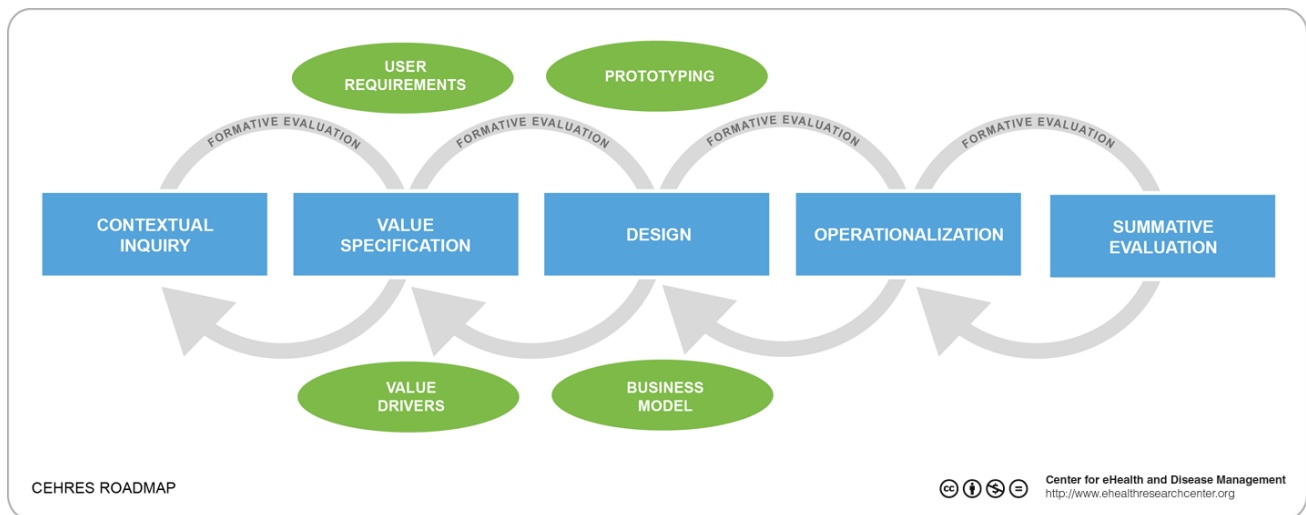 USER
REQUIREMENTS
PROTOTYPING
FORMATIVE EVALUATION
FORMATIVE EVALUATION
FORMATIVE EVALUATION
FORMATIVE EVALUATION
CONTEXTUAL
INQUIRY
VALUE
SPECIFICATION
DESIGN
OPERATIONALIZATION
SUMMATIVE
EVALUATION
VALUE
DRIVERS
BUSINESS
MODEL
CEHRES ROADMAP
cc
Center for eHealth and Disease Management
http://www.ehealthresearchcenter.org